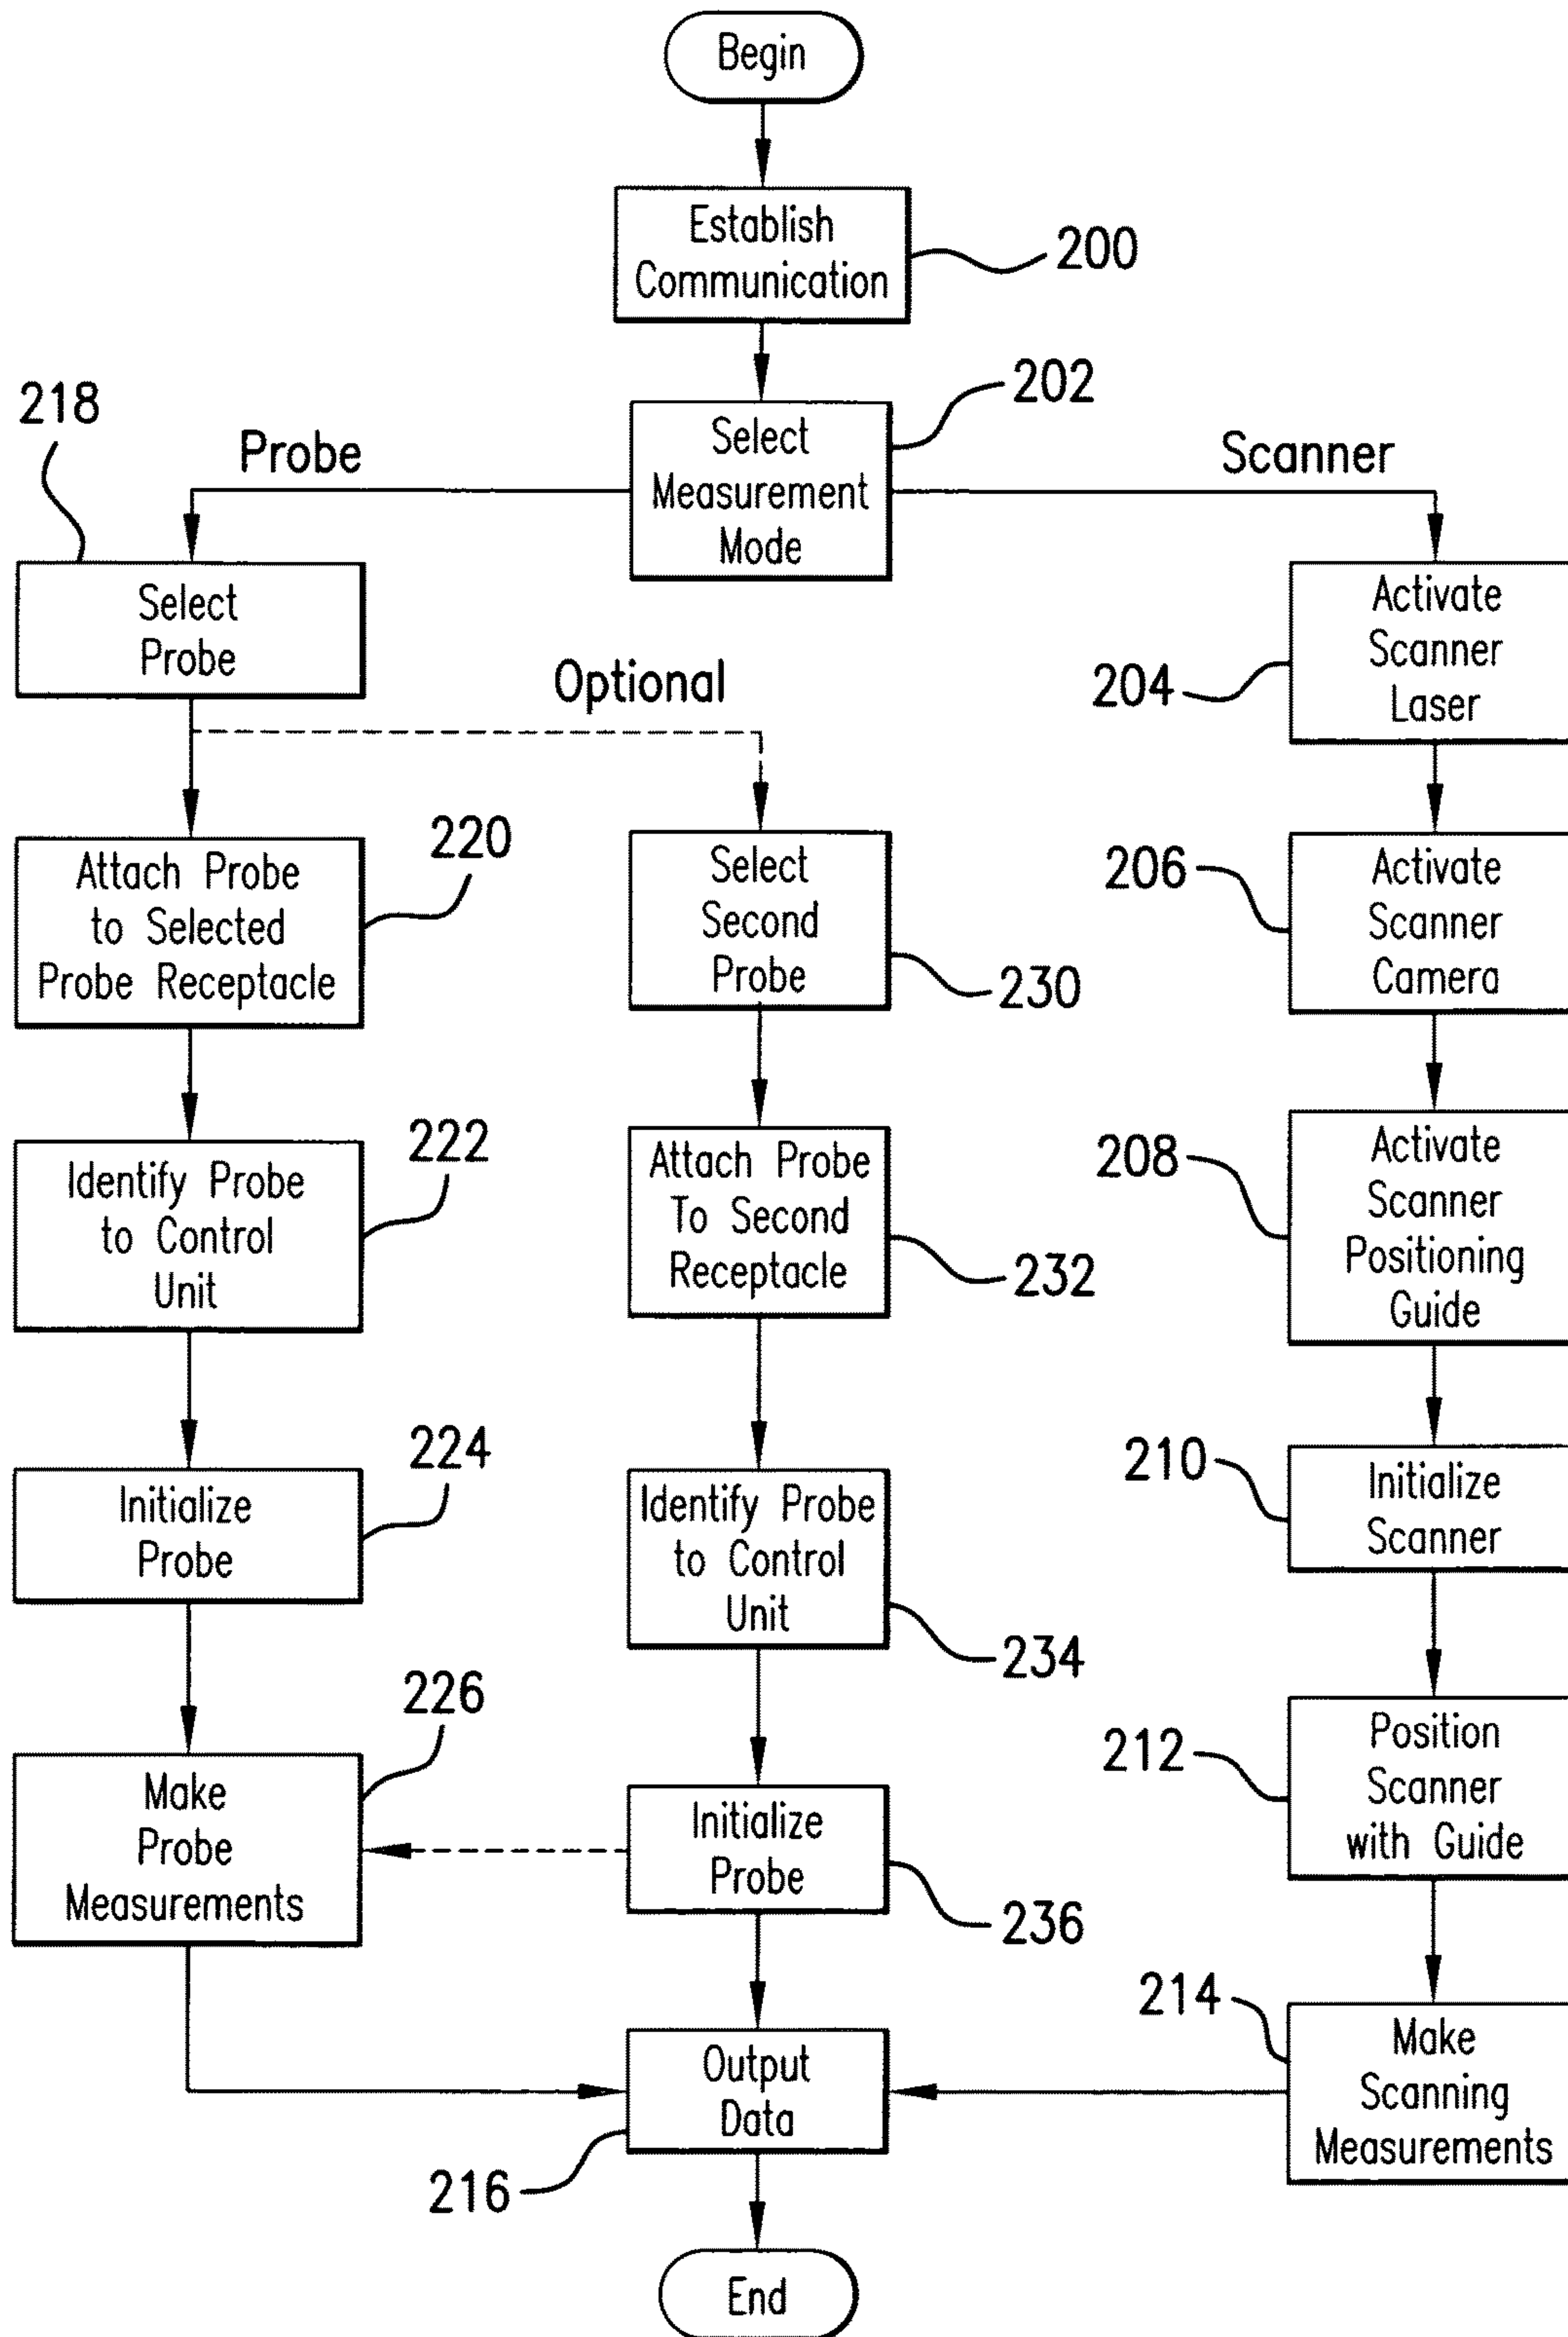 Begin
Establish
Communication
200
202
Select
Measurement
Mode
218
Probe
Scanner
Select
Probe
Optional
Activate
Scanner
Laser
204
Attach Probe
to Selected
Probe Receptacle
220
Select
Second
Probe
230
206
Activate
Scanner
Camera
Identify Probe
to Control
Unit
222
Attach Probe
To Second
Receptacle
232
208
Activate
Scanner
Positioning
Guide
Initialize
Probe
224
Identify Probe
to Control
Unit
234
210
Initialize
Scanner
Make
Probe
Measurements
226
Initialize
Probe
236
212
Position
Scanner
with Guide
214
Make
Scanning
Measurements
Output
Data
216
End